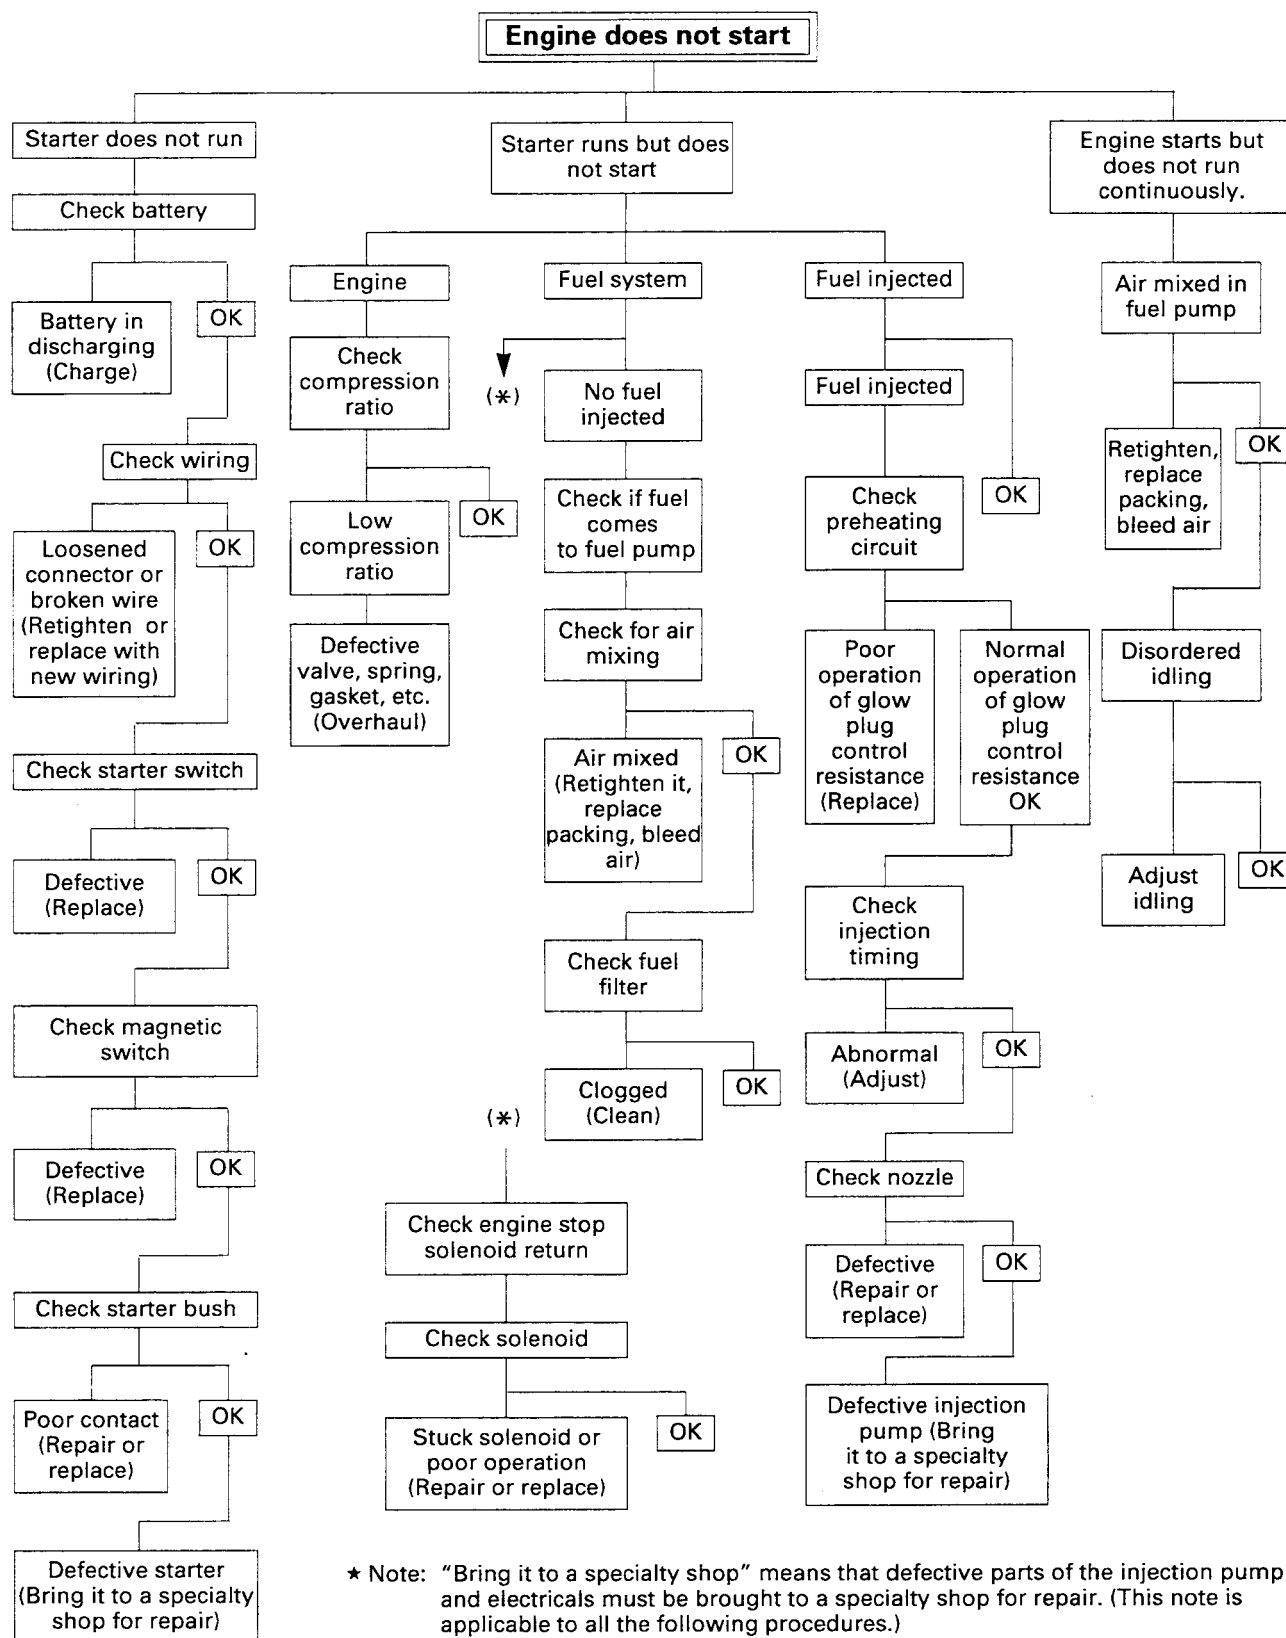 Engine does not start
Starter does not run
Check battery
Battery in
discharging
(Charge)
OK
Check wiring
Loosened
connector or
broken wire
(Retighten or
replace with
new wiring)
OK
Check starter switch
Defective
(Replace)
OK
Check magnetic
switch
Defective
(Replace)
OK
Check starter bush
Poor contact
(Repair or
replace)
OK
Defective starter
(Bring it to a specialty
shop for repair)
Starter runs but does
not start
Engine
Check
compression
ratio
Low
compression
ratio
OK
Defective
valve, spring,
gasket, etc.
(Overhaul)
Fuel system
(*)
No fuel
injected
Check if fuel
comes
to fuel pump
Check for air
mixing
Air mixed
(Retighten it,
replace
packing, bleed
air)
OK
Check fuel
filter
Clogged
(Clean)
OK
(*)
Check engine stop
solenoid return
Check solenoid
Stuck solenoid or
poor operation
(Repair or replace)
OK
Fuel injected
Fuel injected
OK
Check
preheating
circuit
Poor
operation
of glow
plug
control
resistance
(Replace)
Normal
operation
of glow
plug
control
resistance
OK
Check
injection
timing
Abnormal
(Adjust)
OK
Check nozzle
Defective
(Repair or
replace)
OK
Defective injection
pump (Bring
it to a specialty
shop for repair)
Engine starts but
does not run
continuously.
Air mixed in
fuel pump
Retighten,
replace
packing,
bleed air
OK
Disordered
idling
Adjust
idling
OK
★ Note: "Bring it to a specialty shop" means that defective parts of the injection pump
and electricals must be brought to a specialty shop for repair. (This note is
applicable to all the following procedures.)